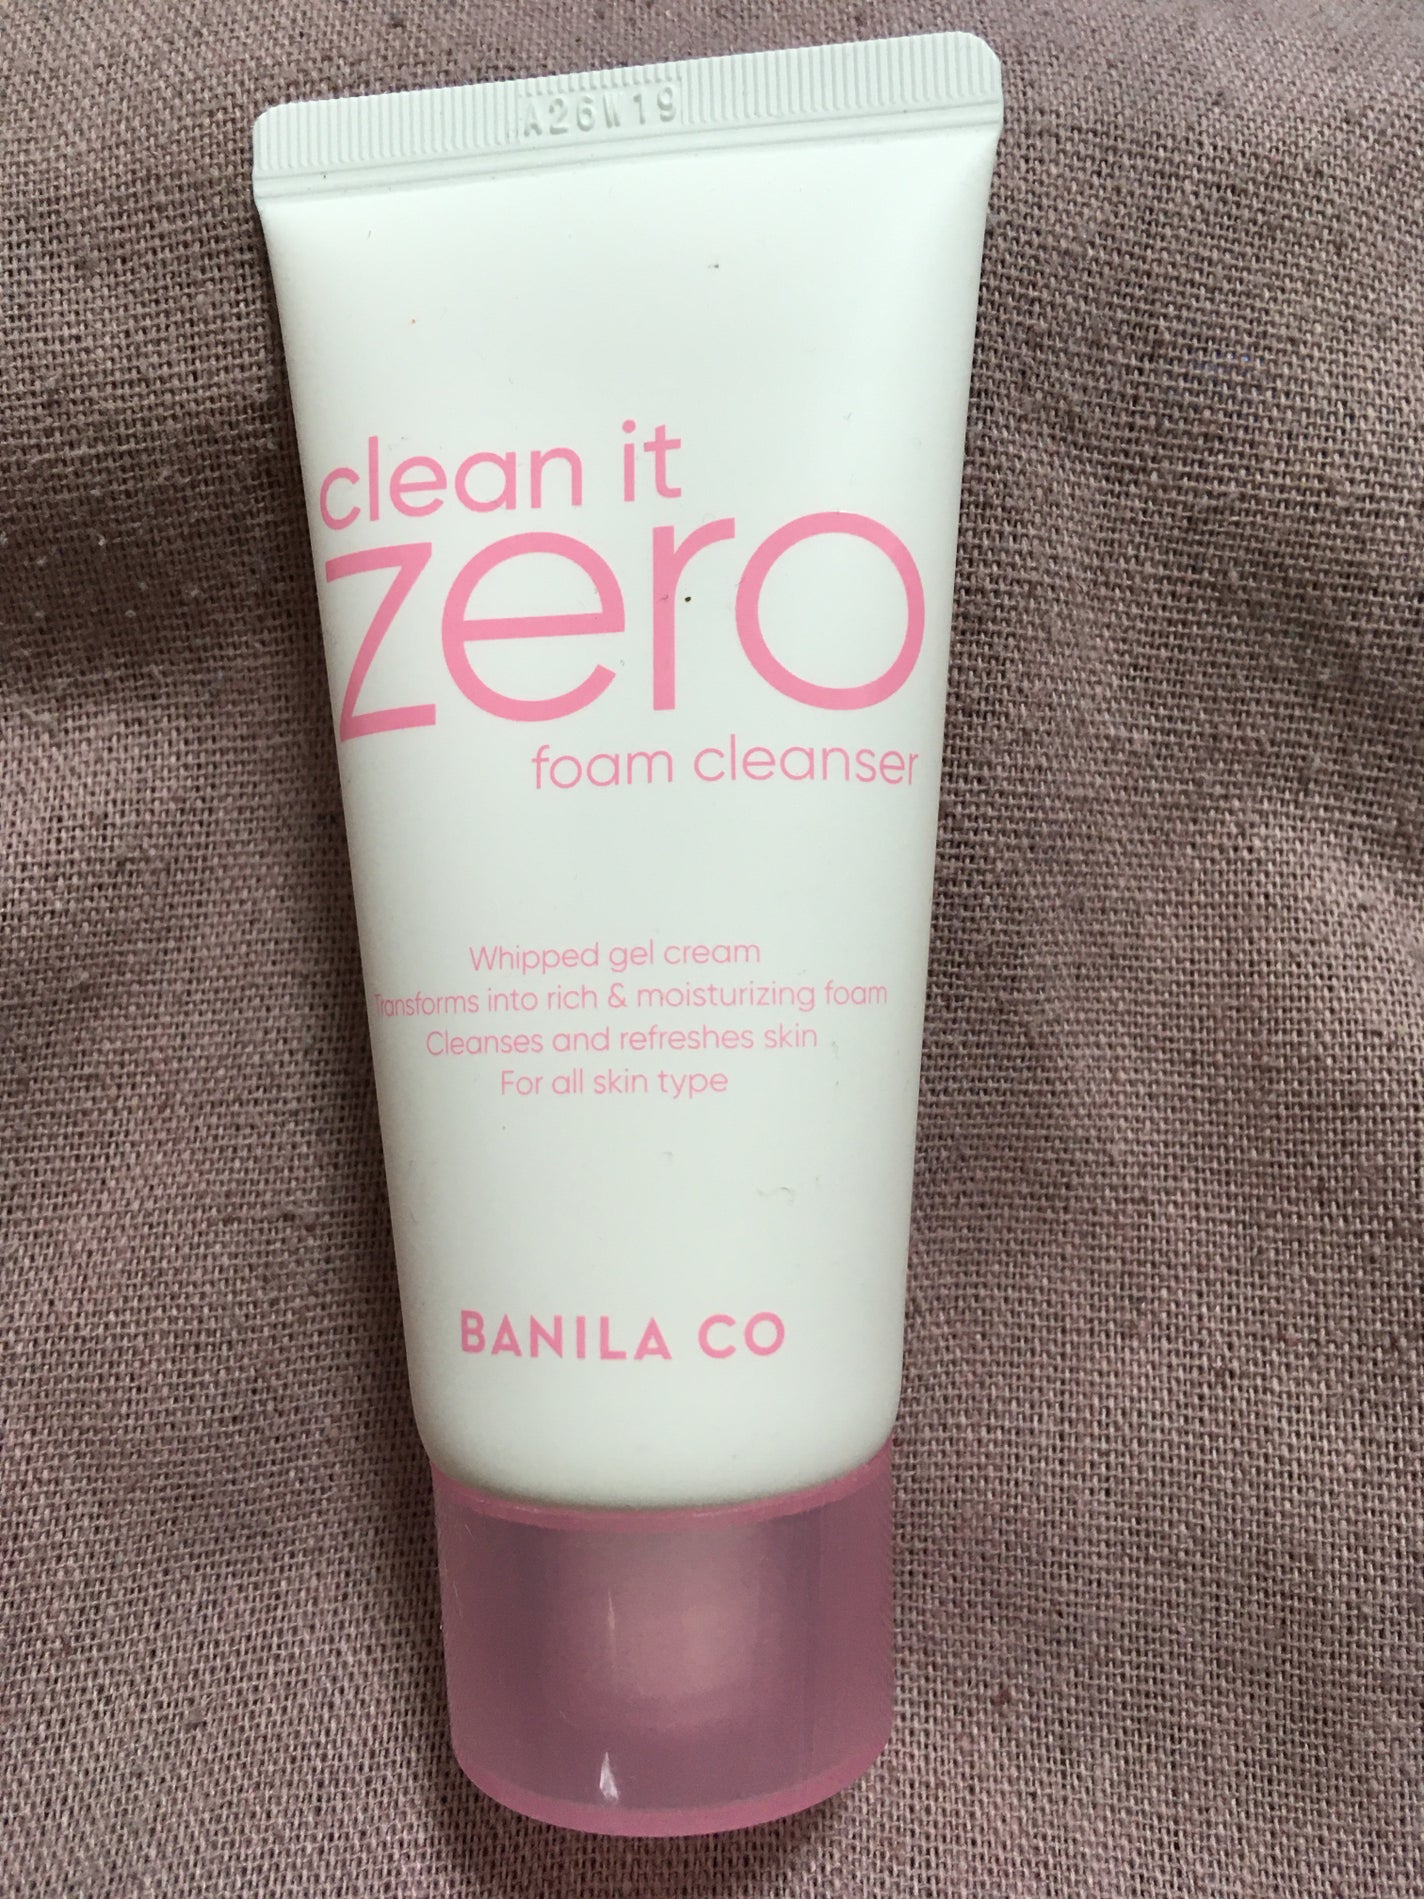 A26W19
clean it
zero
foam cleanser
Whipped gel cream
Transforms into rich & moisturizing foam
Cleanses and refreshes skin
For all skin type
BANILA CO